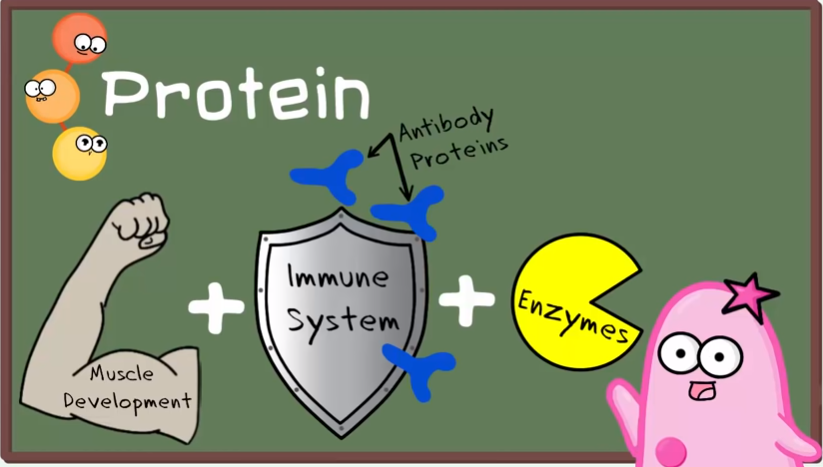 Protein
Antibody
Proteins
Immune
System
Enzymes
Muscle
Development